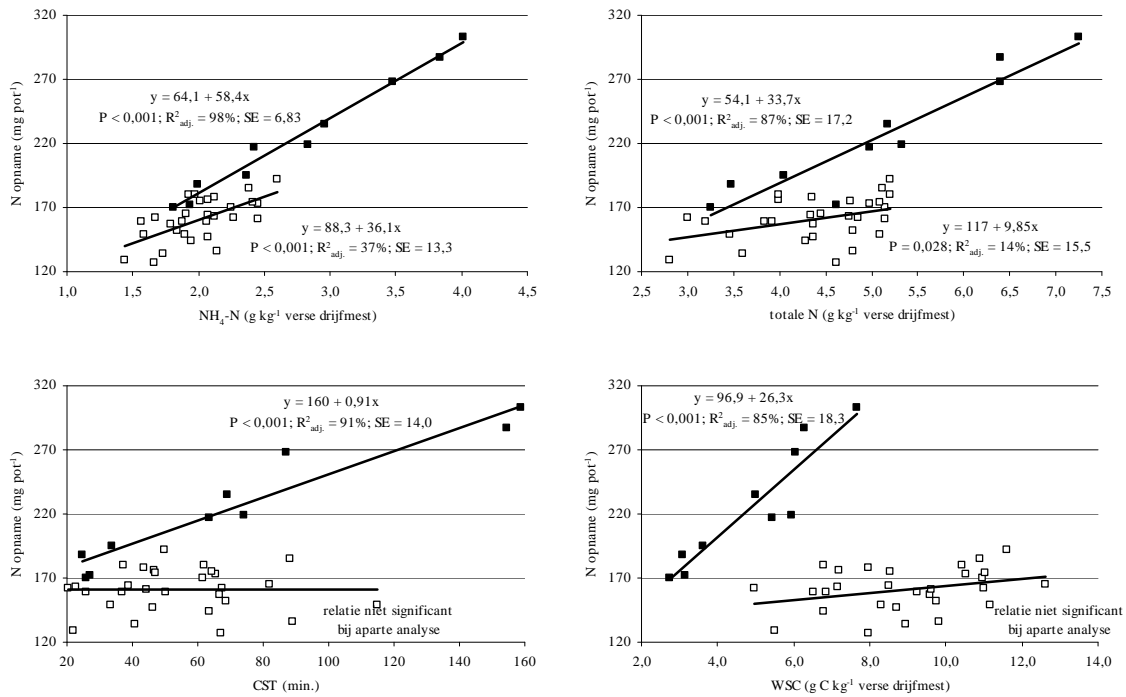 320
270
220
170
120
N opname (mg pot⁻¹)
y = 64,1 + 58,4x
P < 0,001; R²adj. = 98%; SE = 6,83
88,3 + 36,1x
P < 0,001; R²adj. = 37%; SE = 13,3
1,0 1,5 2,0 2,5 3,0 3,5 4,0 4,5
NH₄-N (g kg⁻¹ verse drijfmest)
320
270
220
170
120
N opname (mg pot⁻¹)
y = 54,1 + 33,7x
P < 0,001; R²adj. = 87%; SE = 17,2
y = 117 + 9,85x
P = 0,028; R²adj. = 14%; SE = 15,5
2,5 3,0 3,5 4,0 4,5 5,0 5,5 6,0 6,5 7,0 7,5
totale N (g kg⁻¹ verse drijfmest)
320
270
220
170
120
N opname (mg pot⁻¹)
y = 160 + 0,91x
P < 0,001; R²adj. = 91%; SE = 14,0
relatie niet significant
bij aparte analyse
20 40 60 80 100 120 140 160
CST (min.)
320
270
220
170
120
N opname (mg pot⁻¹)
y = 96,9 + 26,3x
P < 0,001; R²adj. = 85%; SE = 18,3
relatie niet significant
bij aparte analyse
2,0 4,0 6,0 8,0 10,0 12,0 14,0
WSC (g C kg⁻¹ verse drijfmest)